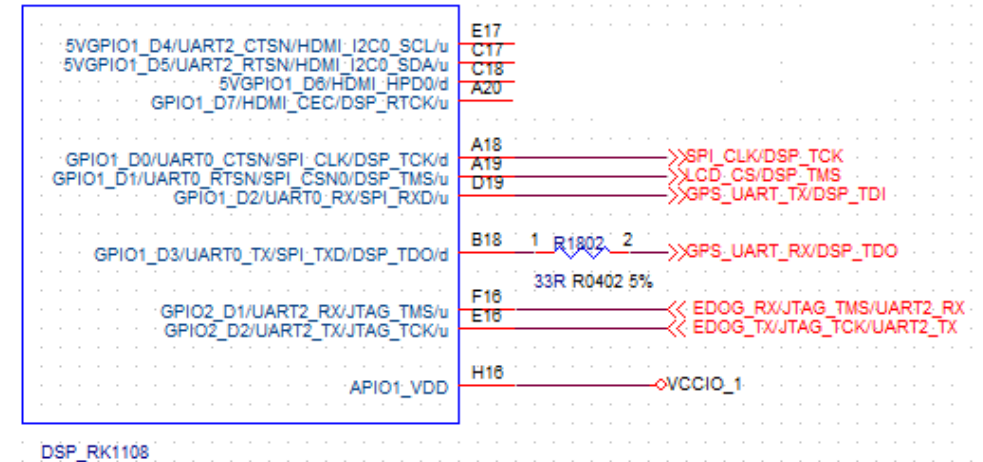 5VGPIO1_D4/UART2_CTSN/HDMI_I2C0_SCL/u E17
5VGPIO1_D5/UART2_RTSN/HDMI_I2C0_SDA/u C17
5VGPIO1_D6/HDMI_HPD0/d C18
GPIO1_D7/HDMI_CEC/DSP_RTCK/u A20
GPIO1_D0/UART0_CTSN/SPI_CLK/DSP_TCK/d A18 SPI_CLK/DSP_TCK
GPIO1_D1/UART0_RTSN/SPI_CSN0/DSP_TMS/u A19 LCD_CS/DSP_TMS
GPIO1_D2/UART0_RX/SPI_RXD/u D19 GPS_UART_TX/DSP_TDI
GPIO1_D3/UART0_TX/SPI_TXD/DSP_TDO/d B18 1 R1802 2 GPS_UART_RX/DSP_TDO
33R R0402 5%
GPIO2_D1/UART2_RX/JTAG_TMS/u F16 EDOG_RX/JTAG_TMS/UART2_RX
GPIO2_D2/UART2_TX/JTAG_TCK/u E16 EDOG_TX/JTAG_TCK/UART2_TX
APIO1_VDD H16 VCCIO_1
DSP_RK1108